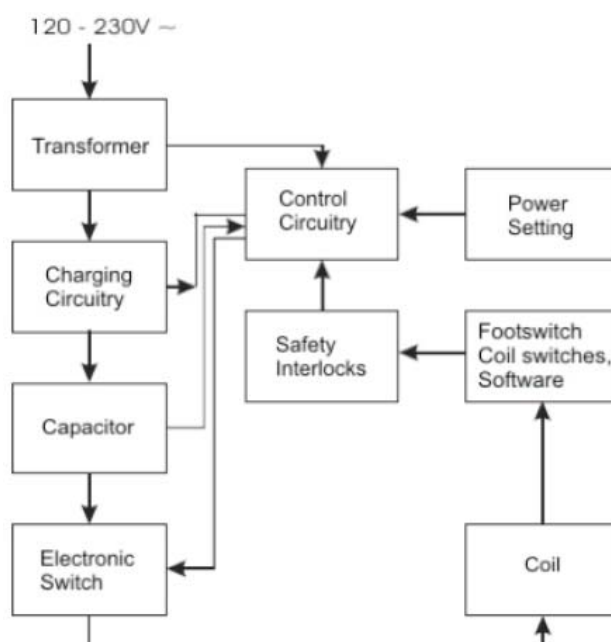 120 - 230V ~
Transformer
Control
Circuitry
Power
Setting
Charging
Circuitry
Safety
Interlocks
Footswitch
Coil switches,
Software
Capacitor
Electronic
Switch
Coil